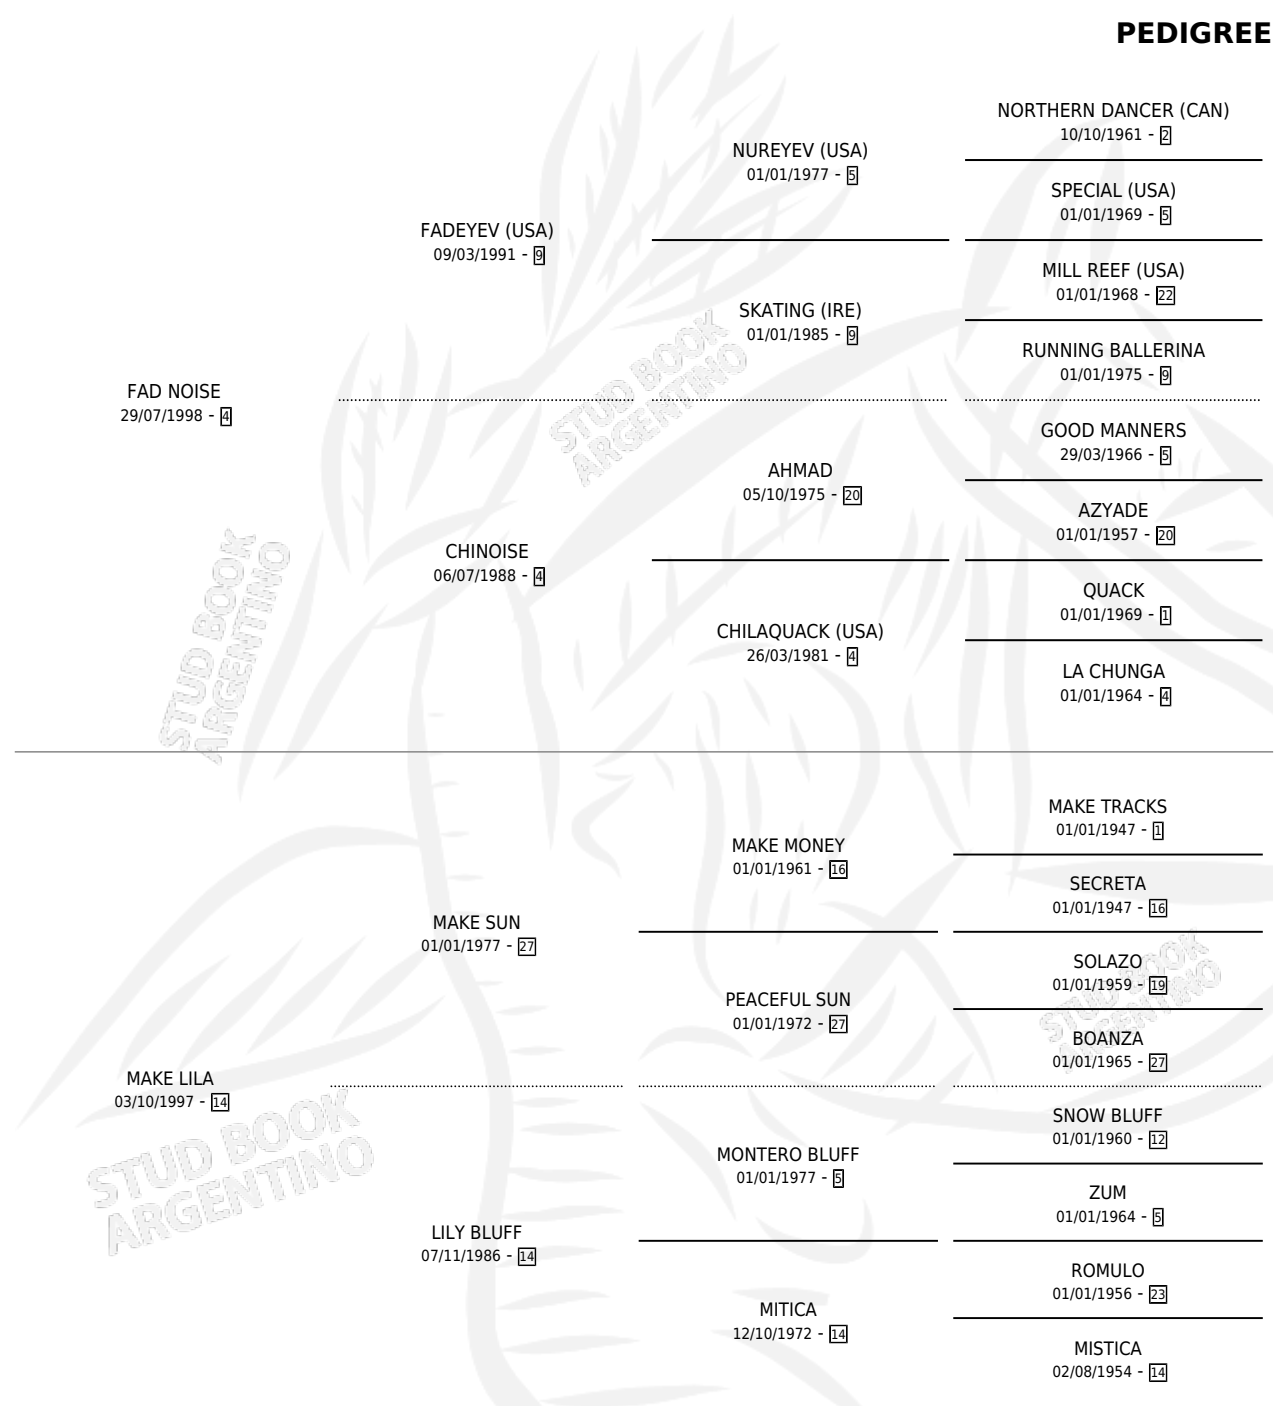 PEDIGREE
NORTHERN DANCER (CAN)
10/10/1961 - 2
NUREYEV (USA)
01/01/1977 - 5
SPECIAL (USA)
01/01/1969 - 5
FADEYEV (USA)
09/03/1991 - 9
MILL REEF (USA)
01/01/1968 - 22
SKATING (IRE)
01/01/1985 - 9
RUNNING BALLERINA
01/01/1975 - 9
FAD NOISE
29/07/1998 - 4
STUD BOOK
ARGENTINO
GOOD MANNERS
29/03/1966 - 5
AHMAD
05/10/1975 - 20
AZYADE
01/01/1957 - 20
CHINOISE
06/07/1988 - 4
QUACK
01/01/1969 - 1
CHILAQUACK (USA)
26/03/1981 - 4
LA CHUNGA
01/01/1964 - 4
STUD BOOK
ARGENTINO
MAKE TRACKS
01/01/1947 - 1
MAKE MONEY
01/01/1961 - 16
SECRETA
01/01/1947 - 16
MAKE SUN
01/01/1977 - 27
SOLAZO
01/01/1959 - 19
PEACEFUL SUN
01/01/1972 - 27
STUD BOOK
ARGENTINO
BOANZA
01/01/1965 - 27
MAKE LILA
03/10/1997 - 14
SNOW BLUFF
01/01/1960 - 12
MONTERO BLUFF
01/01/1977 - 5
STUD BOOK
ARGENTINO
ZUM
01/01/1964 - 5
LILY BLUFF
07/11/1986 - 14
ROMULO
01/01/1956 - 23
MITICA
12/10/1972 - 14
MISTICA
02/08/1954 - 14